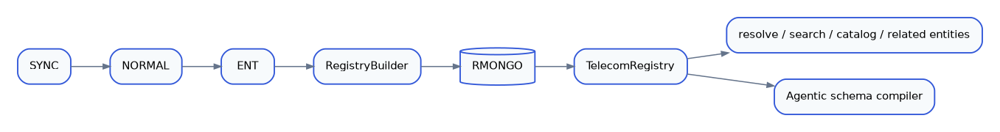 SYNC
NORMAL
ENT
RegistryBuilder
RMONGO
TelecomRegistry
resolve / search / catalog / related entities
Agentic schema compiler